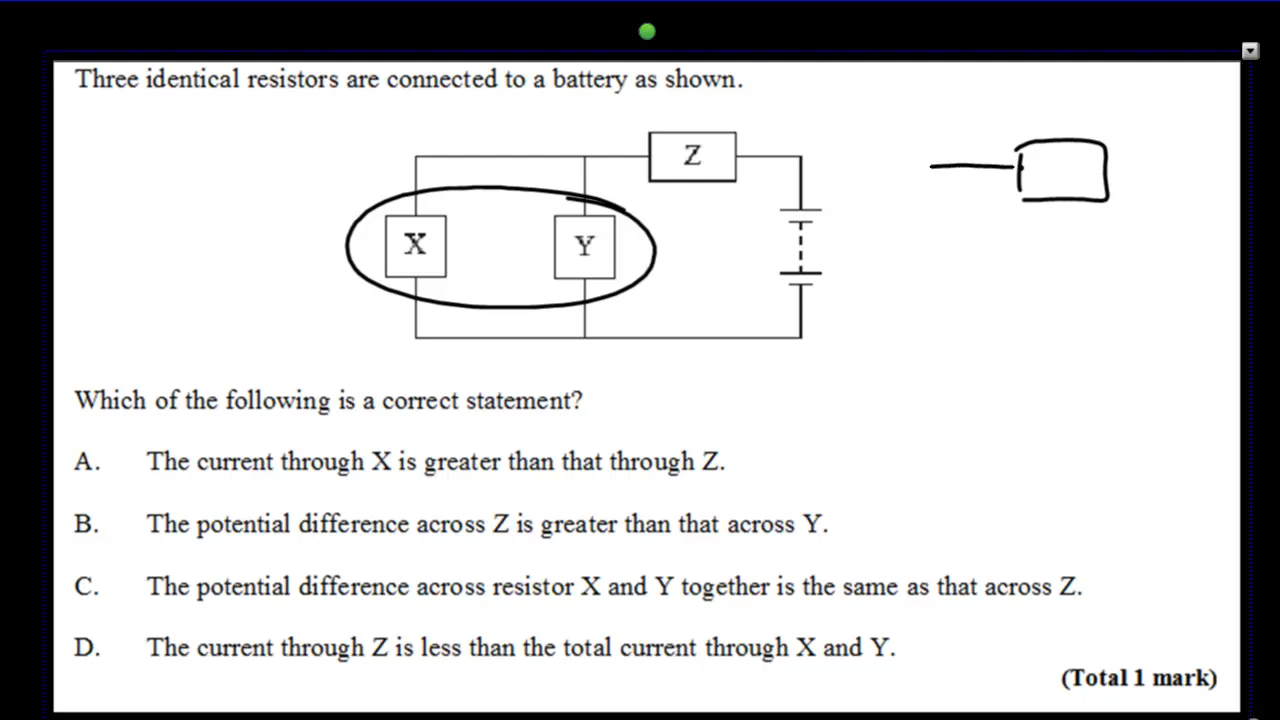 Three identical resistors are connected to a battery as shown.
Z
X
Y
Which of the following is a correct statement?
A. The current through X is greater than that through Z.
B. The potential difference across Z is greater than that across Y.
C. The potential difference across resistor X and Y together is the same as that across Z.
D. The current through Z is less than the total current through X and Y.
(Total 1 mark)